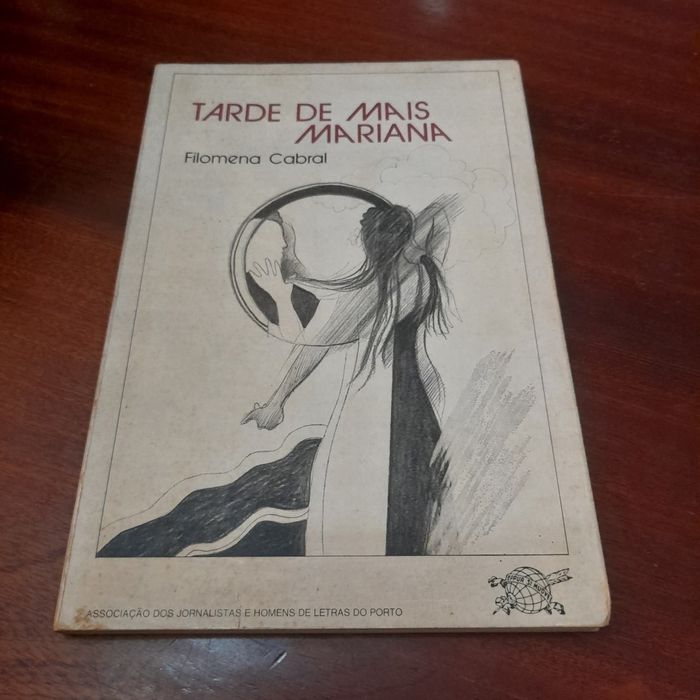 TARDE DE MAIS
MARIANA
Filomena Cabral
ASSOCIAÇÃO DOS JORNALISTAS E HOMENS DE LETRAS DO PORTO